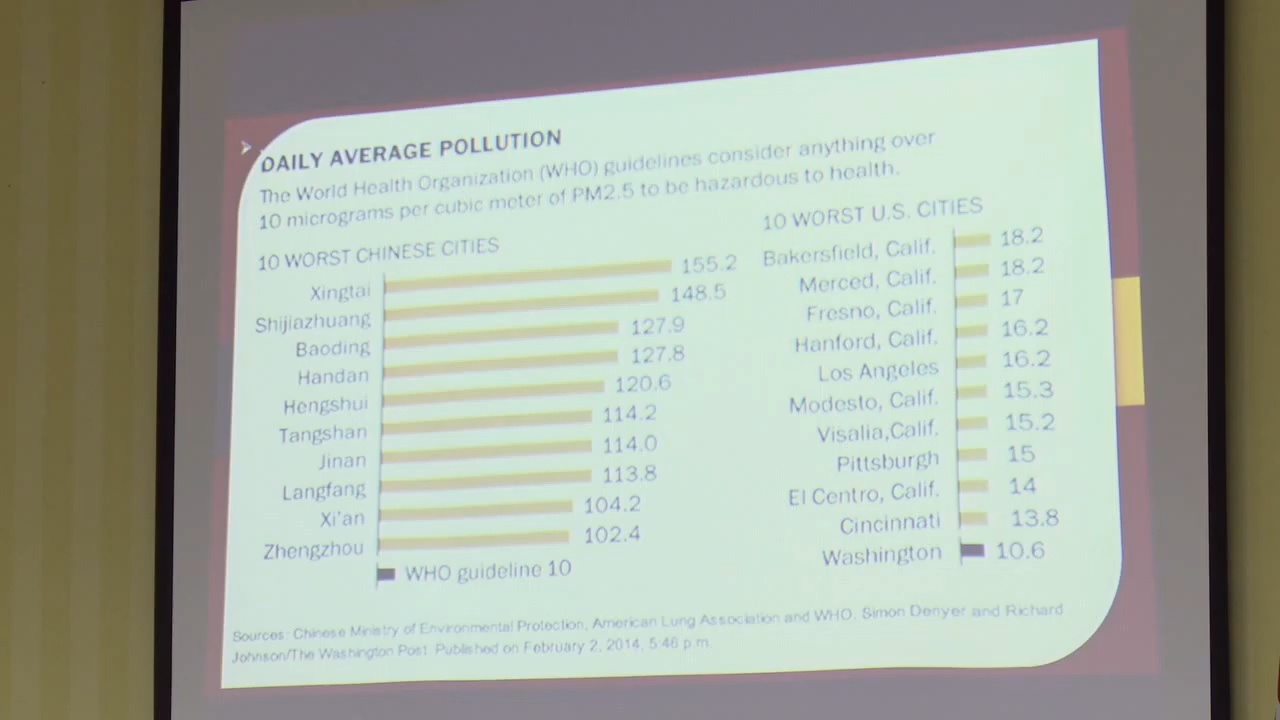 DAILY AVERAGE POLLUTION
The World Health Organization (WHO) guidelines consider anything over
10 micrograms per cubic meter of PM2.5 to be hazardous to health.
10 WORST CHINESE CITIES
Xingtai 155.2
Shijiazhuang 148.5
Baoding 127.9
Handan 127.8
Hengshui 120.6
Tangshan 114.2
Jinan 114.0
Langfang 113.8
Xi'an 104.2
Zhengzhou 102.4
WHO guideline 10
10 WORST U.S. CITIES
Bakersfield, Calif. 18.2
Merced, Calif. 18.2
Fresno, Calif. 17
Hanford, Calif. 16.2
Los Angeles 16.2
Modesto, Calif. 15.3
Visalia,Calif. 15.2
Pittsburgh 15
El Centro, Calif. 14
Cincinnati 13.8
Washington 10.6
Sources: Chinese Ministry of Environmental Protection, American Lung Association and WHO. Simon Denyer and Richard
Johnson/The Washington Post. Published on February 2, 2014, 5:46 p.m.